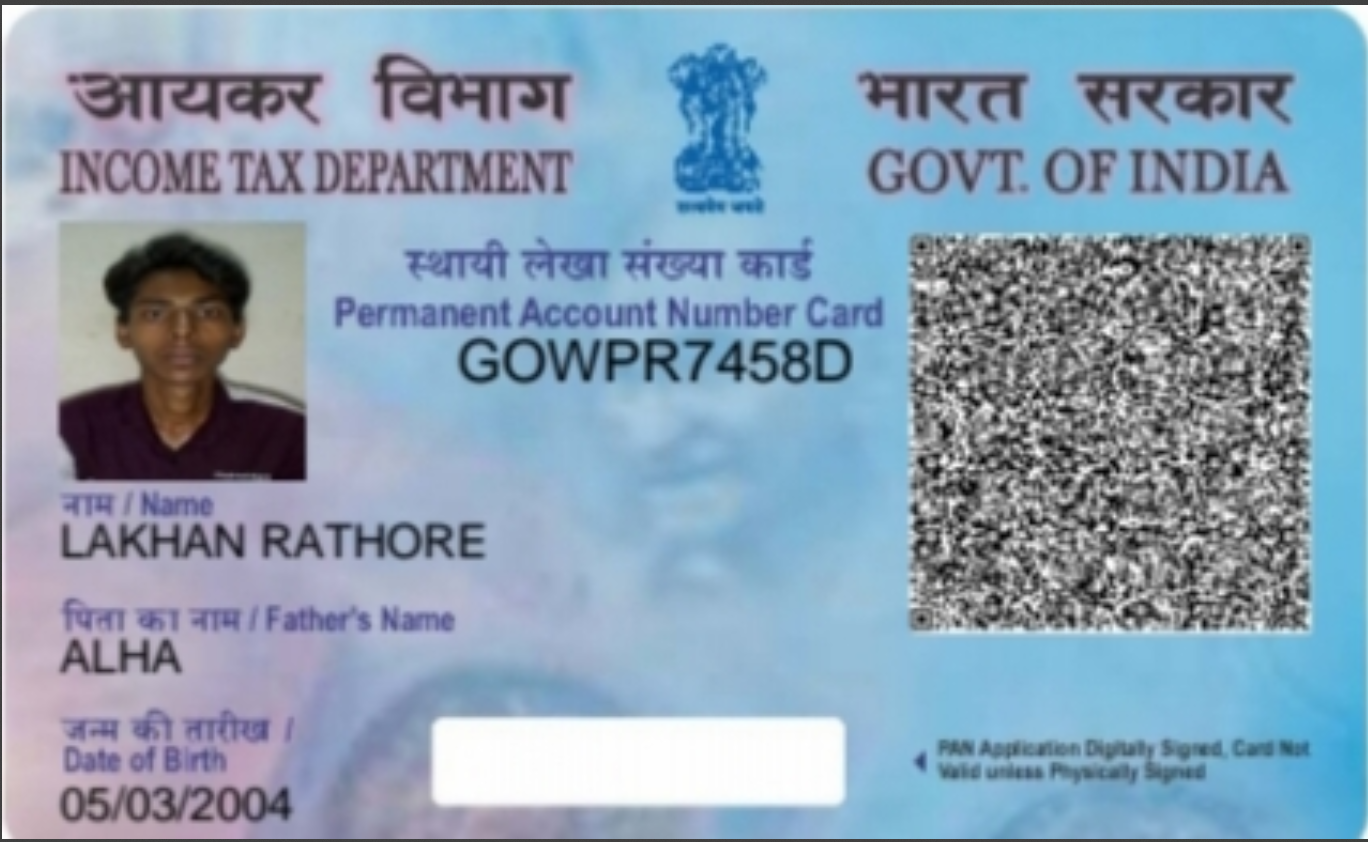 आयकर विभाग
INCOME TAX DEPARTMENT
भारत सरकार
GOVT. OF INDIA
सत्यमेव जयते
स्थायी लेखा संख्या कार्ड
Permanent Account Number Card
GOWPR7458D
नाम / Name
LAKHAN RATHORE
पिता का नाम / Father's Name
ALHA
जन्म की तारीख /
Date of Birth
05/03/2004
PAN Application Digitally Signed, Card Not
Valid unless Physically Signed